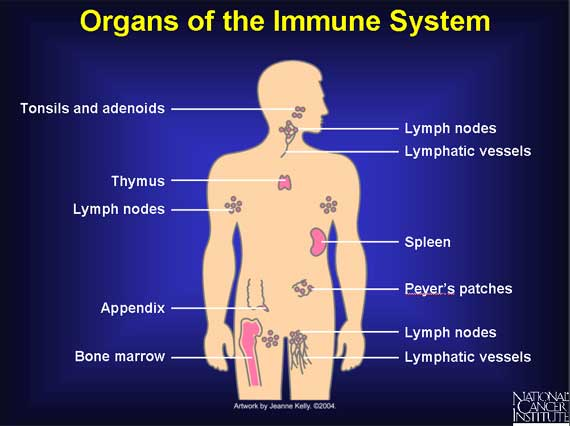 Organs of the Immune System
Tonsils and adenoids
Lymph nodes
Lymphatic vessels
Thymus
Lymph nodes
Spleen
Peyer's patches
Appendix
Lymph nodes
Bone marrow
Lymphatic vessels
Artwork by Jeanne Kelly. ©2004.
NATIONAL
CANCER
INSTITUTE